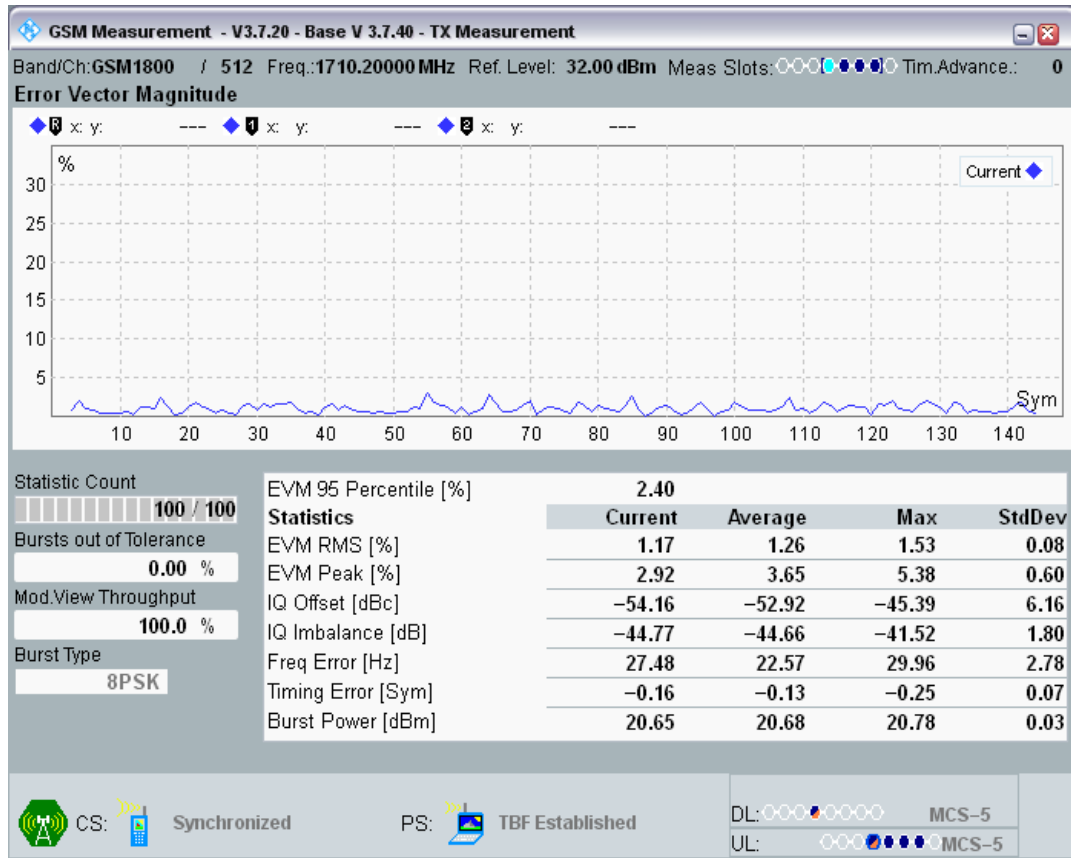 GSM Measurement - V3.7.20 - Base V 3.7.40 - TX Measurement
Band/Ch:GSM1800 / 512 Freq.:1710.20000 MHz Ref. Level: 32.00 dBm Meas Slots: Tim.Advance.: 0
Error Vector Magnitude
R x: y: --- 1 x: y: --- 2 x: y: ---
%
Current
30
25
20
15
10
5
Sym
10 20 30 40 50 60 70 80 90 100 110 120 130 140
Statistic Count
100 / 100
Bursts out of Tolerance
0.00 %
Mod.View Throughput
100.0 %
Burst Type
8PSK
EVM 95 Percentile [%] 2.40
Statistics Current Average Max StdDev
EVM RMS [%] 1.17 1.26 1.53 0.08
EVM Peak [%] 2.92 3.65 5.38 0.60
IQ Offset [dBc] −54.16 −52.92 −45.39 6.16
IQ Imbalance [dB] −44.77 −44.66 −41.52 1.80
Freq Error [Hz] 27.48 22.57 29.96 2.78
Timing Error [Sym] −0.16 −0.13 −0.25 0.07
Burst Power [dBm] 20.65 20.68 20.78 0.03
CS: Synchronized PS: TBF Established
DL: MCS−5
UL: MCS−5